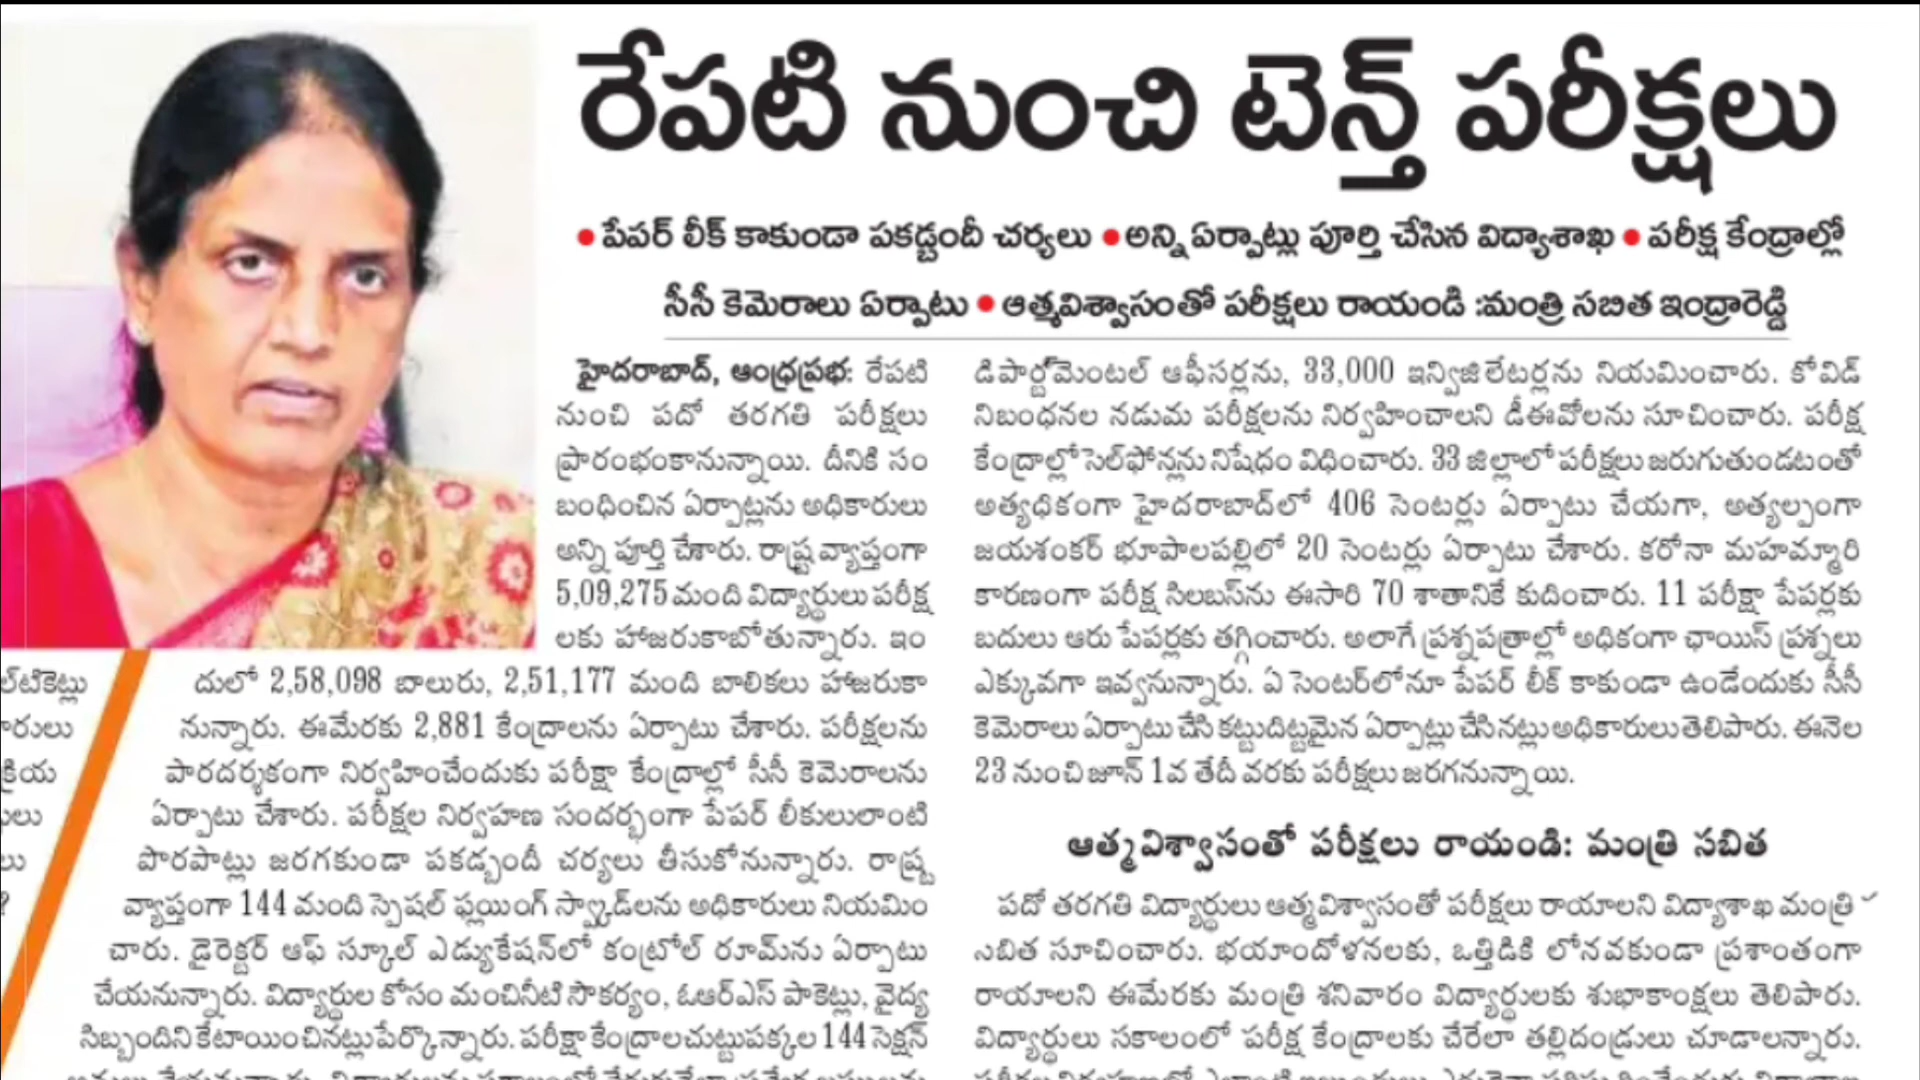 రేపటి నుంచి టెన్త్ పరీక్షలు
● పేపర్ లీక్ కాకుండా పకడ్బందీ చర్యలు ● అన్ని ఏర్పాట్లు పూర్తి చేసిన విద్యాశాఖ ● పరీక్ష కేంద్రాల్లో
సీసీ కెమెరాలు ఏర్పాటు ● ఆత్మవిశ్వాసంతో పరీక్షలు రాయండి :మంత్రి సబిత ఇంద్రారెడ్డి
హైదరాబాద్, ఆంధ్రప్రభ: రేపటి
నుంచి పదో తరగతి పరీక్షలు
ప్రారంభంకానున్నాయి. దీనికి సం
బంధించిన ఏర్పాట్లను అధికారులు
అన్ని పూర్తి చేశారు. రాష్ట్రవ్యాప్తంగా
5,09,275 మంది విద్యార్థులు పరీక్ష
లకు హాజరుకాబోతున్నారు. ఇం
దులో 2,58,098 బాలురు, 2,51,177 మంది బాలికలు హాజరుకా
నున్నారు. ఈమేరకు 2,881 కేంద్రాలను ఏర్పాటు చేశారు. పరీక్షలను
పారదర్శకంగా నిర్వహించేందుకు పరీక్షా కేంద్రాల్లో సీసీ కెమెరాలను
ఏర్పాటు చేశారు. పరీక్షల నిర్వహణ సందర్భంగా పేపర్ లీకులులాంటి
పొరపాట్లు జరగకుండా పకడ్బందీ చర్యలు తీసుకోనున్నారు. రాష్ట్ర
వ్యాప్తంగా 144 మంది స్పెషల్ ఫ్లయింగ్ స్క్వాడ్‌లను అధికారులు నియమిం
చారు. డైరెక్టర్ ఆఫ్ స్కూల్ ఎడ్యుకేషన్‌లో కంట్రోల్ రూమ్‌ను ఏర్పాటు
చేయనున్నారు. విద్యార్థుల కోసం మంచినీటి సౌకర్యం, ఓఆర్ఎస్ పాకెట్లు, వైద్య
సిబ్బందిని కేటాయించినట్లు పేర్కొన్నారు. పరీక్షా కేంద్రాల చుట్టుపక్కల 144 సెక్షన్
డిపార్ట్‌మెంటల్ ఆఫీసర్లను, 33,000 ఇన్విజిలేటర్లను నియమించారు. కోవిడ్
నిబంధనల నడుమ పరీక్షలను నిర్వహించాలని డీఈవోలను సూచించారు. పరీక్ష
కేంద్రాల్లో సెల్‌ఫోన్లను నిషేధం విధించారు. 33 జిల్లాలో పరీక్షలు జరుగుతుండటంతో
అత్యధికంగా హైదరాబాద్‌లో 406 సెంటర్లు ఏర్పాటు చేయగా, అత్యల్పంగా
జయశంకర్ భూపాలపల్లిలో 20 సెంటర్లు ఏర్పాటు చేశారు. కరోనా మహమ్మారి
కారణంగా పరీక్ష సిలబస్‌ను ఈసారి 70 శాతానికే కుదించారు. 11 పరీక్షా పేపర్లకు
బదులు ఆరు పేపర్లకు తగ్గించారు. అలాగే ప్రశ్నపత్రాల్లో అధికంగా ఛాయిస్ ప్రశ్నలు
ఎక్కువగా ఇవ్వనున్నారు. ఏ సెంటర్‌లోనూ పేపర్ లీక్ కాకుండా ఉండేందుకు సీసీ
కెమెరాలు ఏర్పాటు చేసి కట్టుదిట్టమైన ఏర్పాట్లు చేసినట్లు అధికారులు తెలిపారు. ఈనెల
23 నుంచి జూన్ 1వ తేదీ వరకు పరీక్షలు జరగనున్నాయి.
ఆత్మవిశ్వాసంతో పరీక్షలు రాయండి: మంత్రి సబిత
పదో తరగతి విద్యార్థులు ఆత్మవిశ్వాసంతో పరీక్షలు రాయాలని విద్యాశాఖ మంత్రి
సబిత సూచించారు. భయాందోళనలకు, ఒత్తిడికి లోనవకుండా ప్రశాంతంగా
రాయాలని ఈమేరకు మంత్రి శనివారం విద్యార్థులకు శుభాకాంక్షలు తెలిపారు.
విద్యార్థులు సకాలంలో పరీక్ష కేంద్రాలకు చేరేలా తల్లిదండ్రులు చూడాలన్నారు.